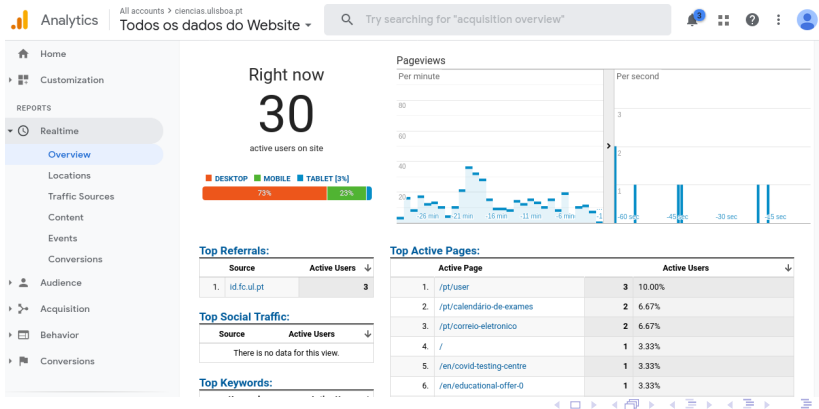 Analytics
All accounts > ciencias.ulisboa.pt
Todos os dados do Website
Try searching for "acquisition overview"
3
Home
Customization
REPORTS
Realtime
Overview
Locations
Traffic Sources
Content
Events
Conversions
Audience
Acquisition
Behavior
Conversions
Right now
30
active users on site
DESKTOP MOBILE TABLET [3%]
73% 23%
Pageviews
Per minute
80
60
40
20
-26 min -21 min -16 min -11 min -6 min -1
Per second
3
2
1
-60 sec -45 sec -30 sec -15 sec
Top Referrals:
Source Active Users
1. id.fc.ul.pt 3
Top Social Traffic:
Source Active Users
There is no data for this view.
Top Keywords:
Top Active Pages:
Active Page Active Users
1. /pt/user 3 10.00%
2. /pt/calendário-de-exames 2 6.67%
3. /pt/correio-eletronico 2 6.67%
4. / 1 3.33%
5. /en/covid-testing-centre 1 3.33%
6. /en/educational-offer-0 1 3.33%